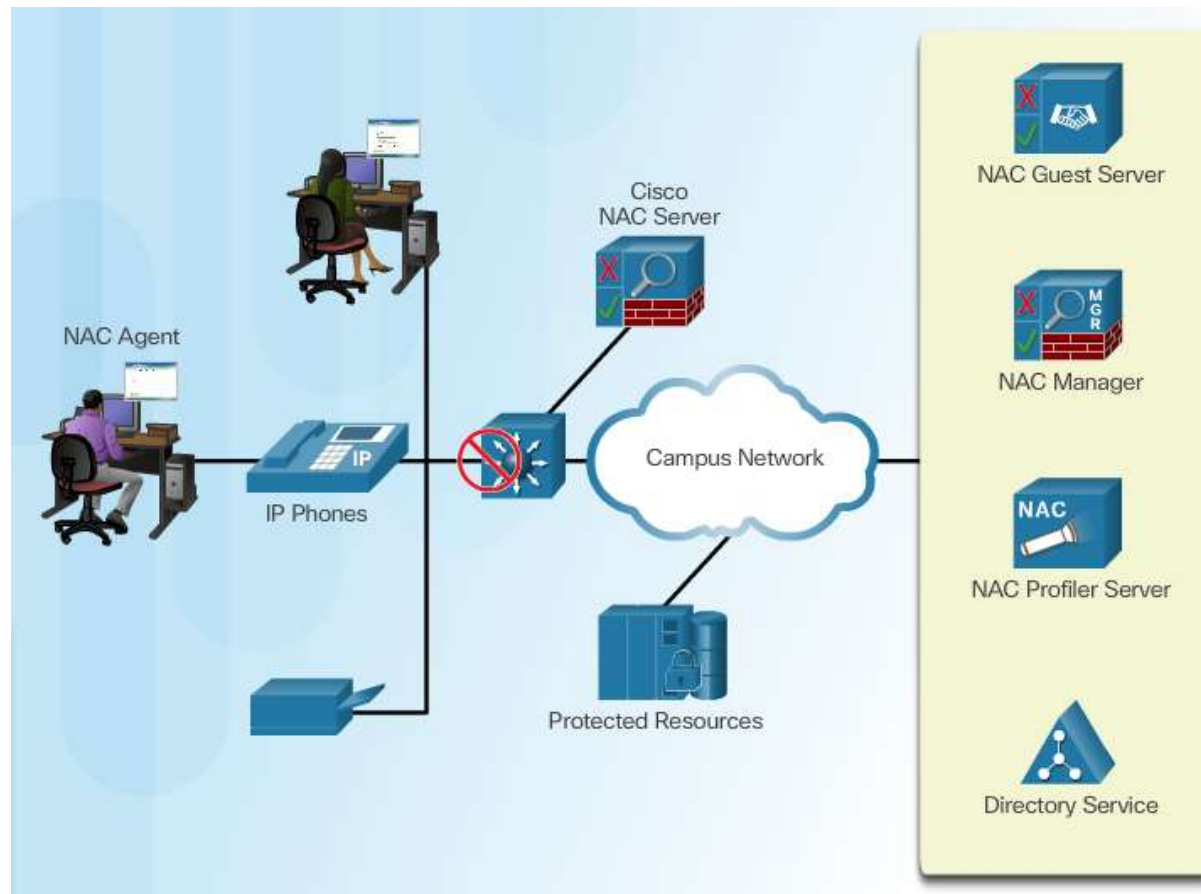 NAC Agent
IP
IP Phones
Cisco
NAC Server
Campus Network
Protected Resources
NAC Guest Server
MGR
NAC Manager
NAC
NAC Profiler Server
Directory Service